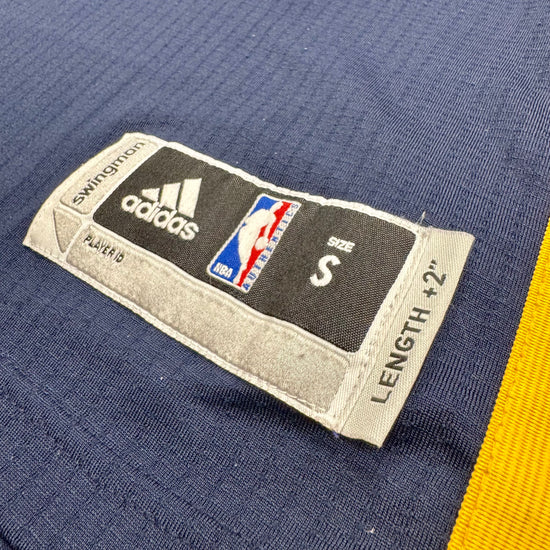 swingman
adidas
PLAYER ID
NBA
AUTHENTICS
SIZE
S
LENGTH +2"